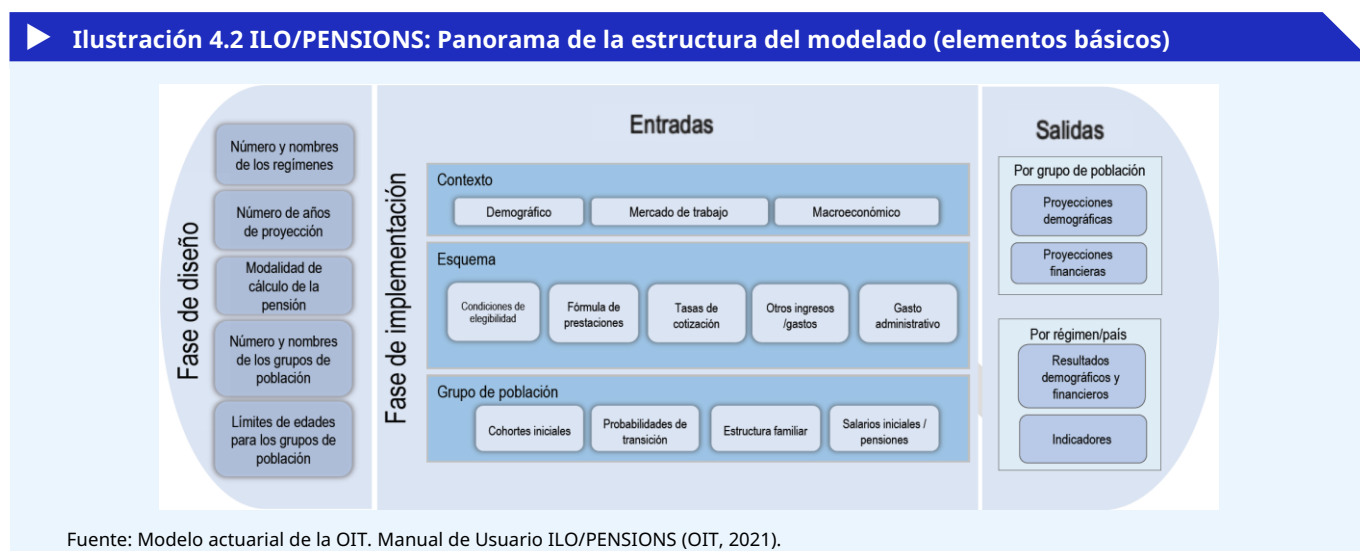 Ilustración 4.2 ILO/PENSIONS: Panorama de la estructura del modelado (elementos básicos)
Fase de diseño
Número y nombres
de los regímenes
Número de años
de proyección
Modalidad de
cálculo de la
pensión
Número y nombres
de los grupos de
población
Límites de edades
para los grupos de
población
Fase de implementación
Entradas
Contexto
Demográfico
Mercado de trabajo
Macroeconómico
Esquema
Condiciones de
elegibilidad
Fórmula de
prestaciones
Tasas de
cotización
Otros ingresos
/gastos
Gasto
administrativo
Grupo de población
Cohortes iniciales
Probabilidades de
transición
Estructura familiar
Salarios iniciales /
pensiones
Salidas
Por grupo de población
Proyecciones
demográficas
Proyecciones
financieras
Por régimen/país
Resultados
demográficos y
financieros
Indicadores
Fuente: Modelo actuarial de la OIT. Manual de Usuario ILO/PENSIONS (OIT, 2021).